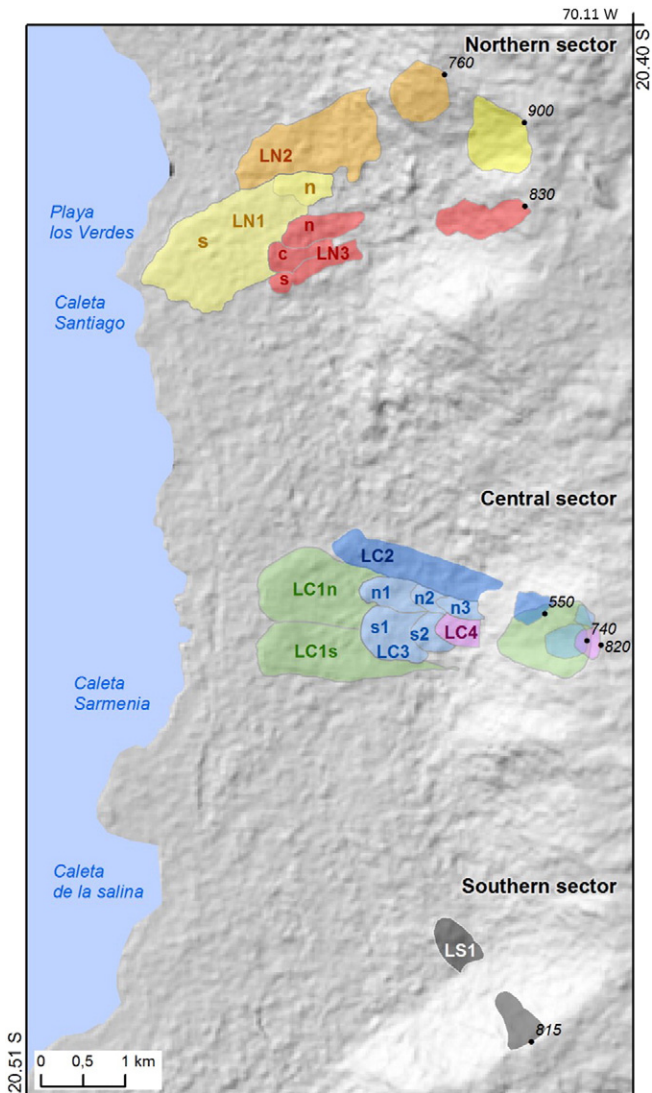 70.11 W
20.40 S
Northern sector
760
900
LN2
n
830
LN1
Playa
los Verdes
s
n
c
LN3
s
Caleta
Santiago
Central sector
LC2
LC1n
n1
n2
n3
550
s1
s2
LC4
740
LC1s
LC3
820
Caleta
Sarmenia
Caleta
de la salina
Southern sector
LS1
815
20.51 S
0 0,5 1 km